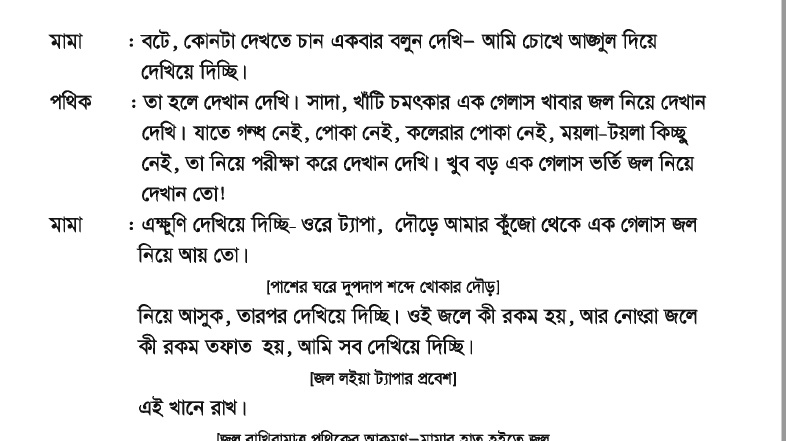 মামা : বটে, কোনটা দেখতে চান একবার বলুন দেখি– আমি চোখে আঙ্গুল দিয়ে
দেখিয়ে দিচ্ছি।
পথিক : তা হলে দেখান দেখি। সাদা, খাঁটি চমৎকার এক গেলাস খাবার জল নিয়ে দেখান
দেখি। যাতে গন্ধ নেই, পোকা নেই, কলেরার পোকা নেই, ময়লা-টয়লা কিচ্ছু
নেই, তা নিয়ে পরীক্ষা করে দেখান দেখি। খুব বড় এক গেলাস ভর্তি জল নিয়ে
দেখান তো!
মামা : এক্ষুণি দেখিয়ে দিচ্ছি- ওরে ট্যাপা, দৌড়ে আমার কুঁজো থেকে এক গেলাস জল
নিয়ে আয় তো।
[পাশের ঘরে দুপদাপ শব্দে খোকার দৌড়]
নিয়ে আসুক, তারপর দেখিয়ে দিচ্ছি। ওই জলে কী রকম হয়, আর নোংরা জলে
কী রকম তফাত হয়, আমি সব দেখিয়ে দিচ্ছি।
[জল লইয়া ট্যাপার প্রবেশ]
এই খানে রাখ।
[জল রাখিবামাত্র পথিকের আক্রমণ–মামার হাত হইতে জল